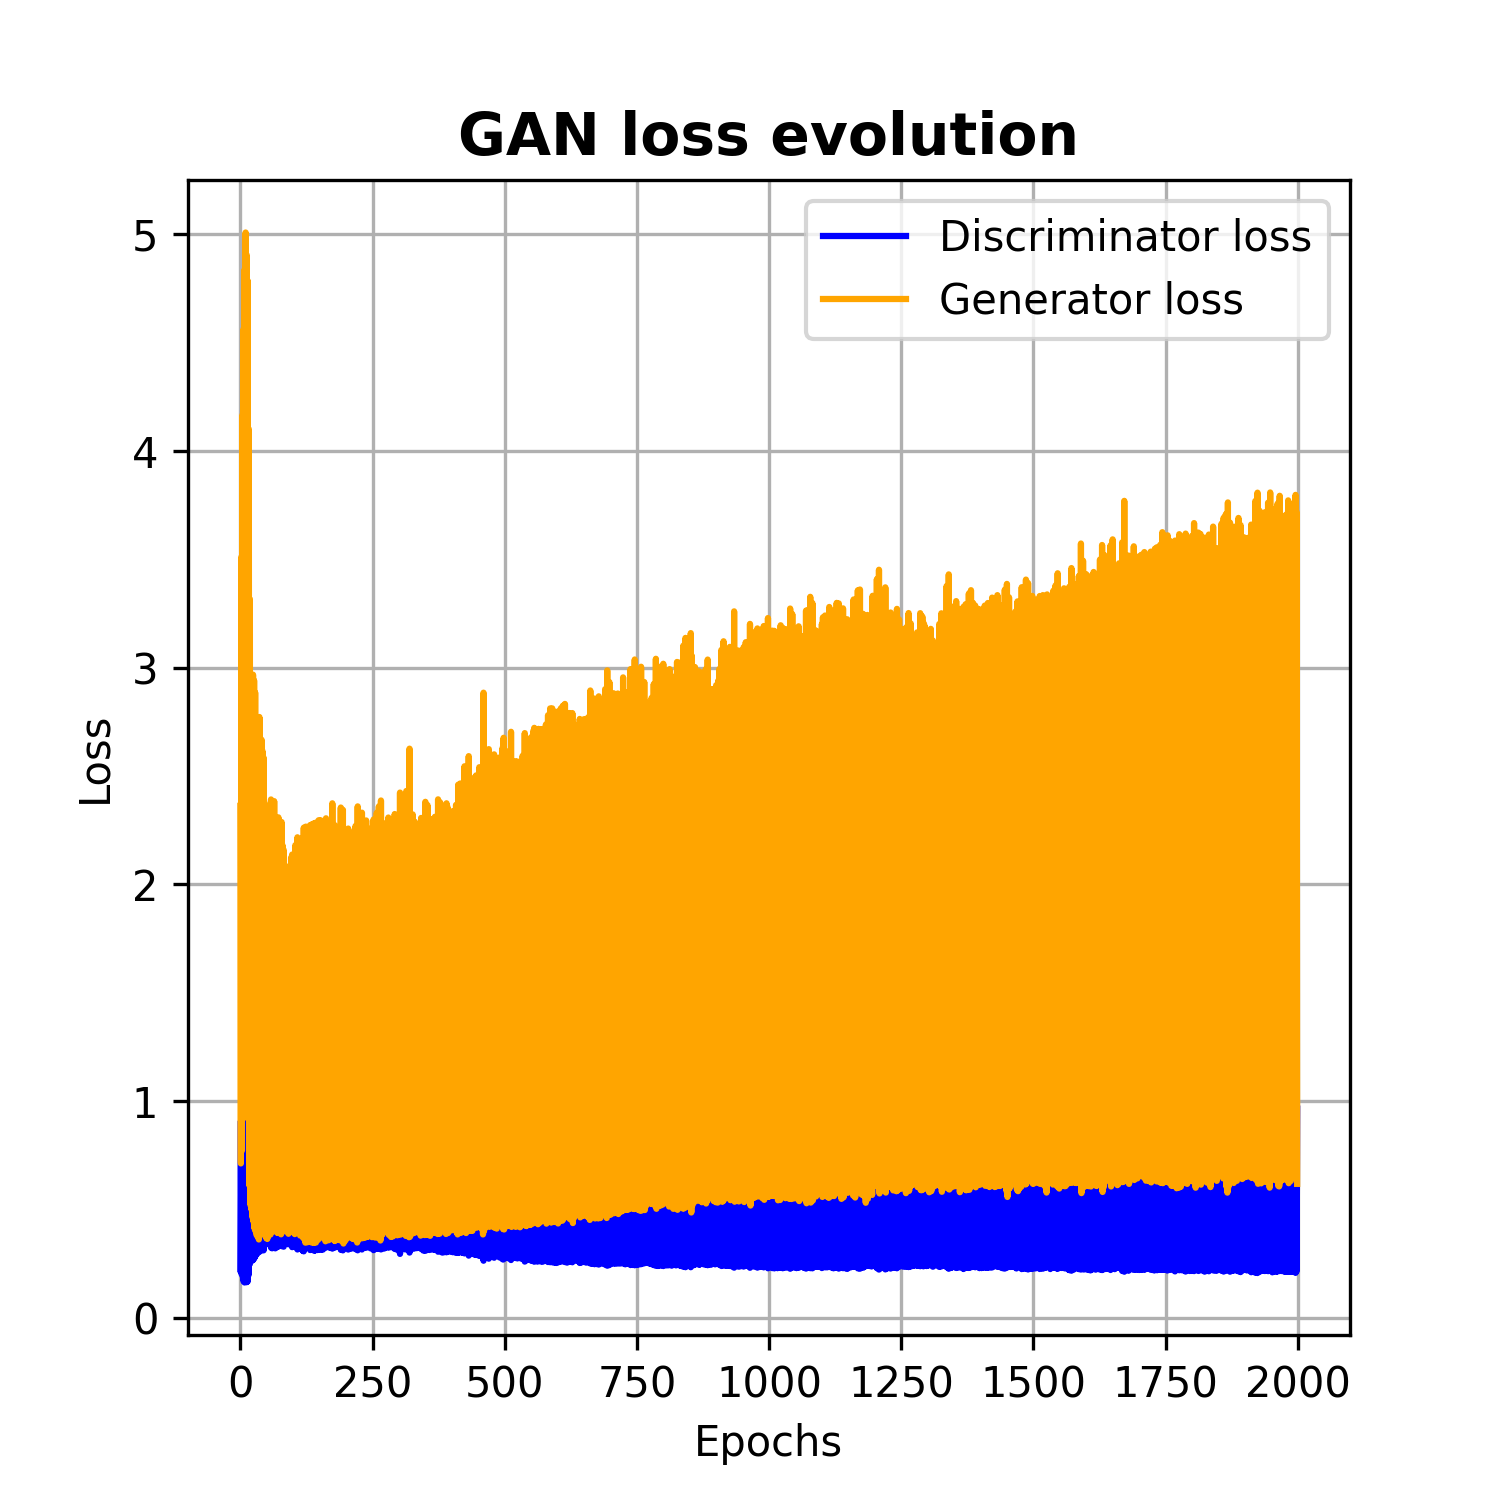 GAN loss evolution
Discriminator loss
Generator loss
5
4
3
2
1
0
Loss
0 250 500 750 1000 1250 1500 1750 2000
Epochs